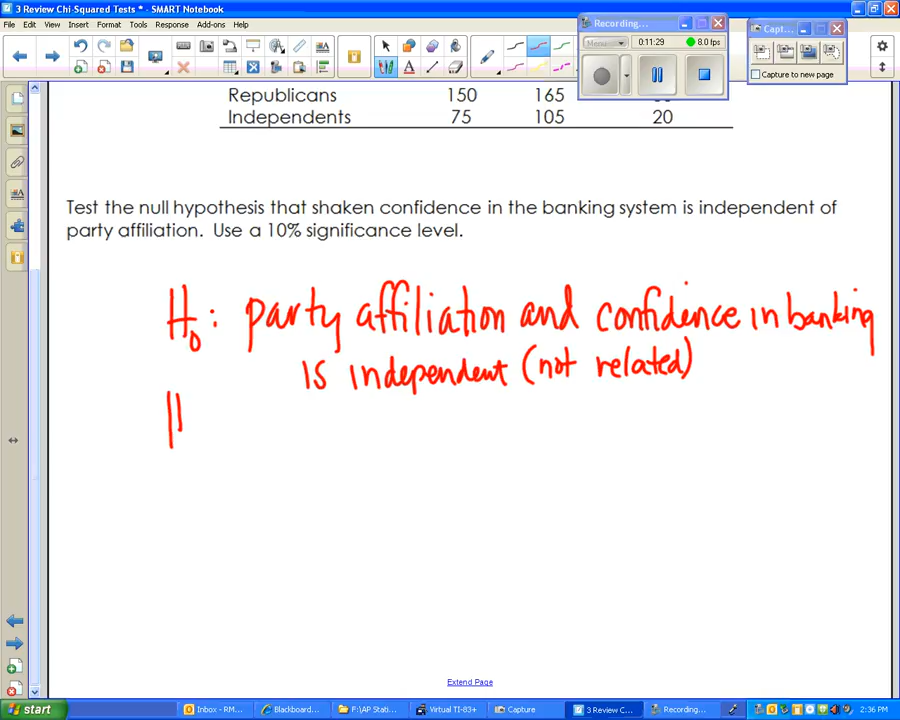 3 Review Chi-Squared Tests * - SMART Notebook
File Edit View Insert Format Tools Response Add-ons Help
Recording...
Menu
0:11:29
8.0 fps
Capt...
Capture to new page
Republicans 150 165
Independents 75 105 20
Test the null hypothesis that shaken confidence in the banking system is independent of
party affiliation. Use a 10% significance level.
H0: party affiliation and confidence in banking
is independent (not related)
Extend Page
start
Inbox - RM...
Blackboard...
F:\AP Stati...
Virtual TI-83+
Capture
3 Review C...
Recording...
2:36 PM